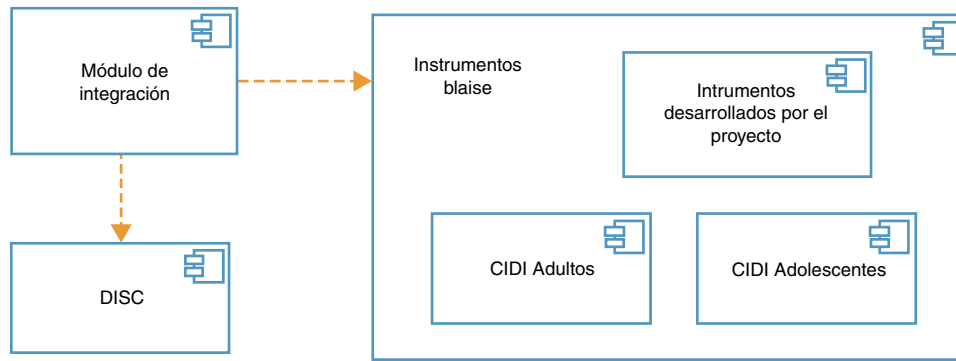 Módulo de
integración
Instrumentos
blaise
Intrumentos
desarrollados por el
proyecto
DISC
CIDI Adultos
CIDI Adolescentes